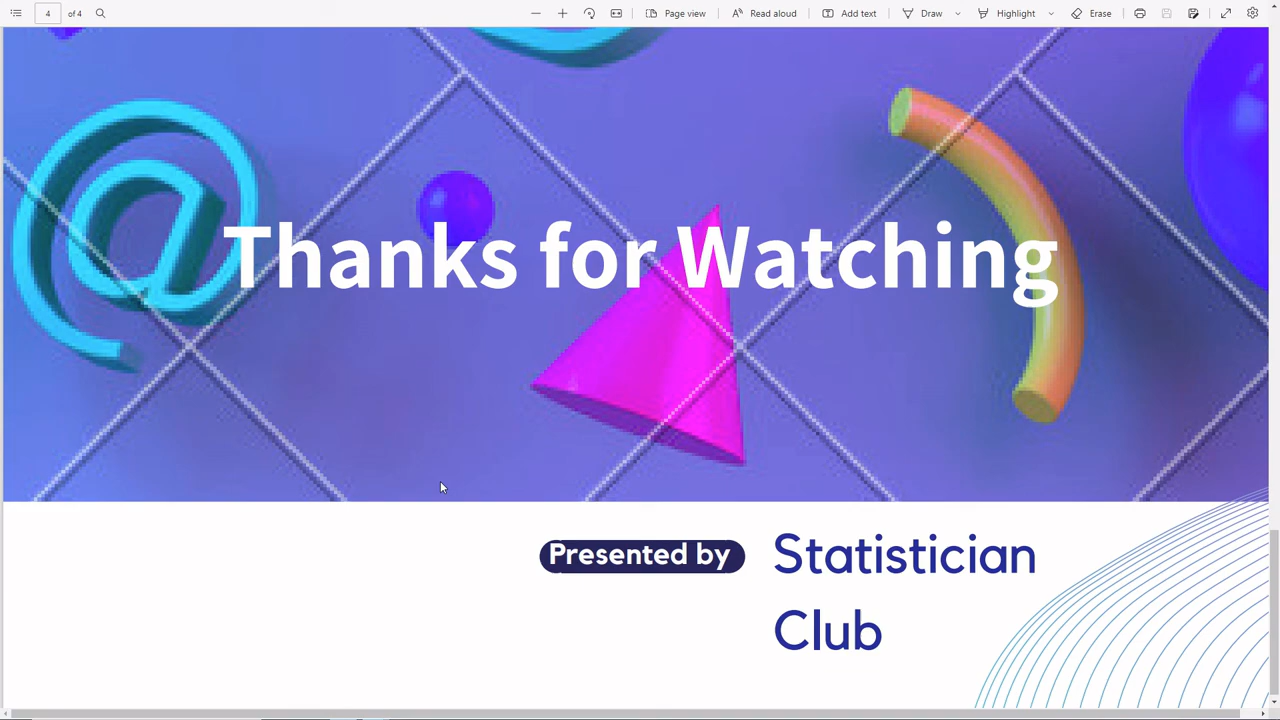 4 of 4 Page view Read aloud Add text Draw Highlight Erase
@
Thanks for Watching
Presented by Statistician
Club